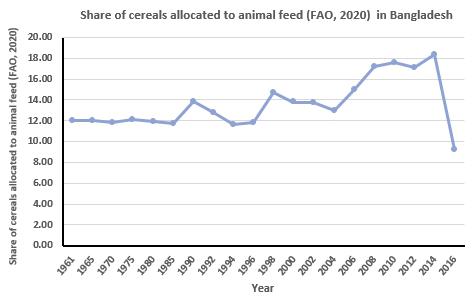 Share of cereals allocated to animal feed (FAO, 2020) in Bangladesh
Share of cereals allocated to animal feed (FAO, 2020)
20.00
18.00
16.00
14.00
12.00
10.00
8.00
6.00
4.00
2.00
0.00
1961 1965 1970 1975 1980 1985 1990 1992 1994 1996 1998 2000 2002 2004 2006 2008 2010 2012 2014 2016
Year